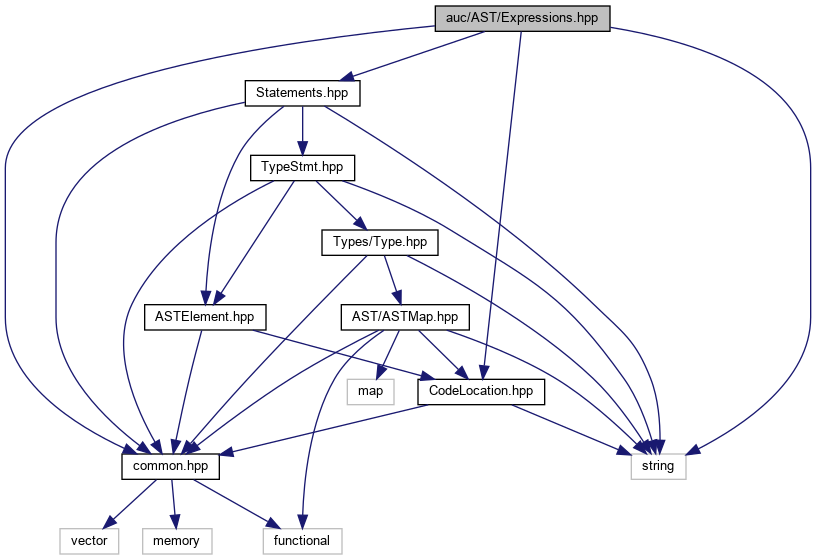 auc/AST/Expressions.hpp
Statements.hpp
TypeStmt.hpp
Types/Type.hpp
ASTElement.hpp
AST/ASTMap.hpp
map
CodeLocation.hpp
common.hpp
string
vector
memory
functional